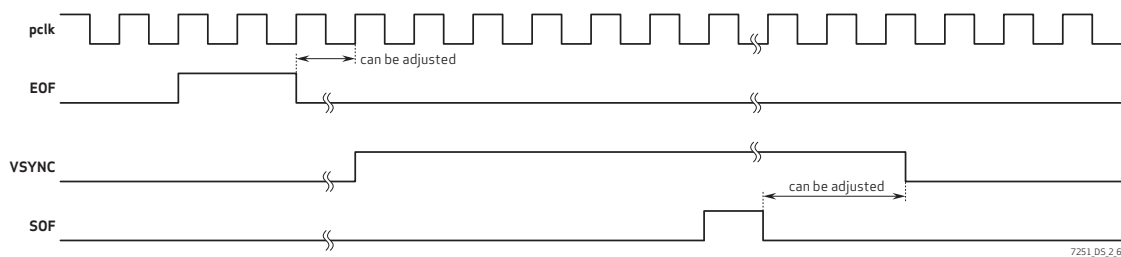 pclk
can be adjusted
EOF
VSYNC
can be adjusted
SOF
7251_DS_2_6